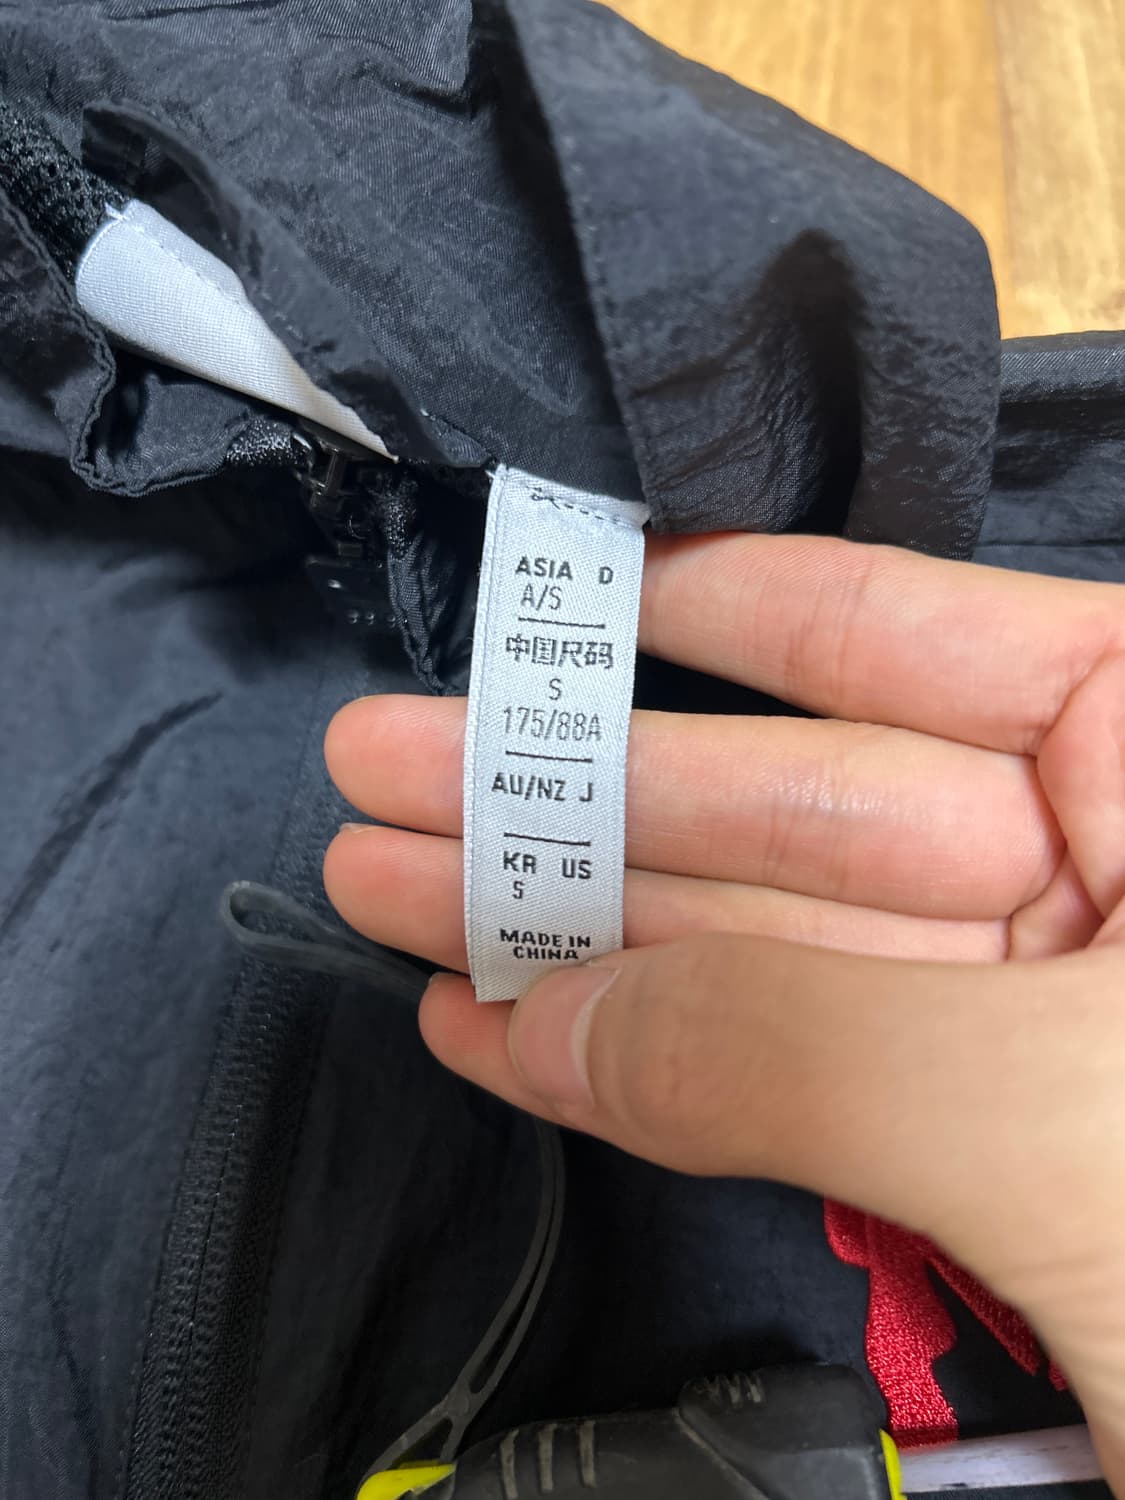 ASIA D
A/S
中国尺码
S
175/88A
AU/NZ J
KR US
S
MADE IN
CHINA